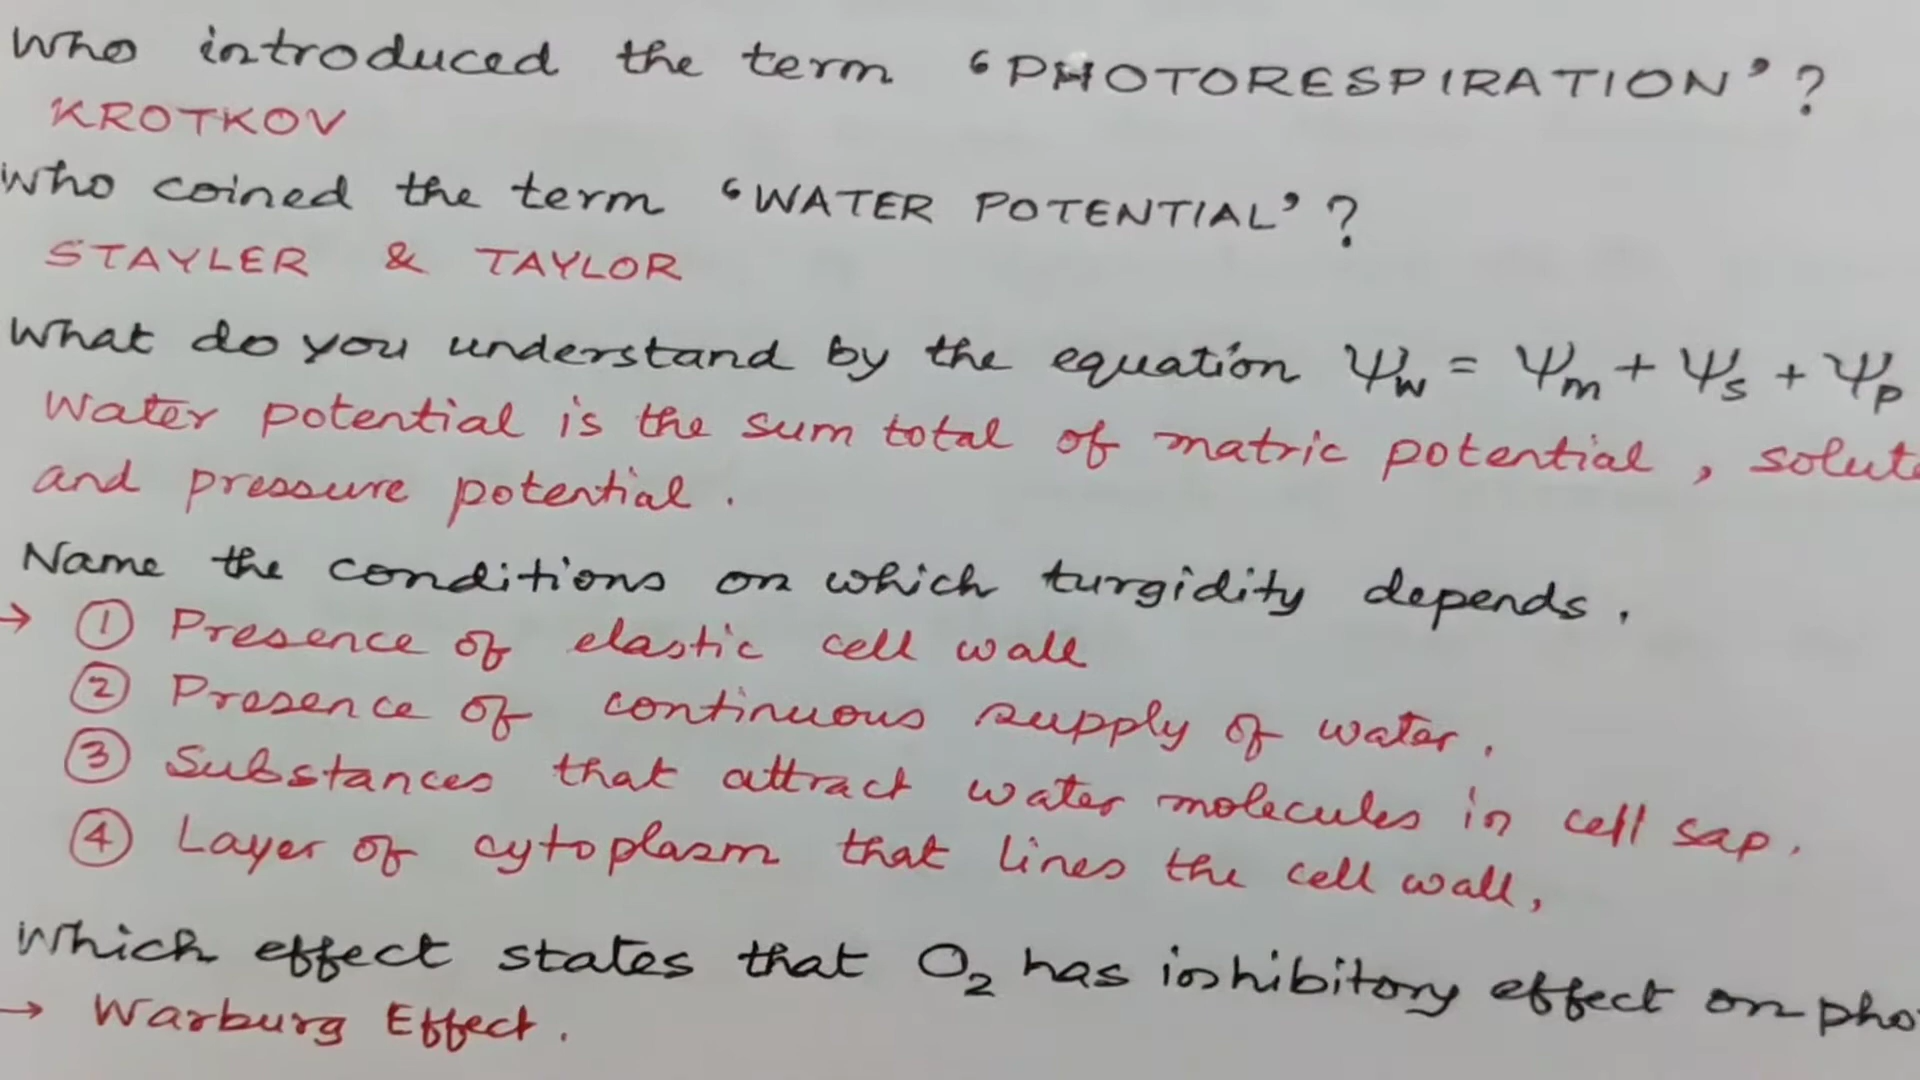 Who introduced the term ‘PHOTORESPIRATION’?
KROTKOV
Who coined the term ‘WATER POTENTIAL’?
STAYLER & TAYLOR
What do you understand by the equation Ψw = Ψm + Ψs + Ψp
Water potential is the sum total of matric potential, solute
and pressure potential.
Name the conditions on which turgidity depends.
→ ① Presence of elastic cell wall
② Presence of continuous supply of water.
③ Substances that attract water molecules in cell sap.
④ Layer of cytoplasm that lines the cell wall,
Which effect states that O₂ has inhibitory effect on pho
→ Warburg Effect.